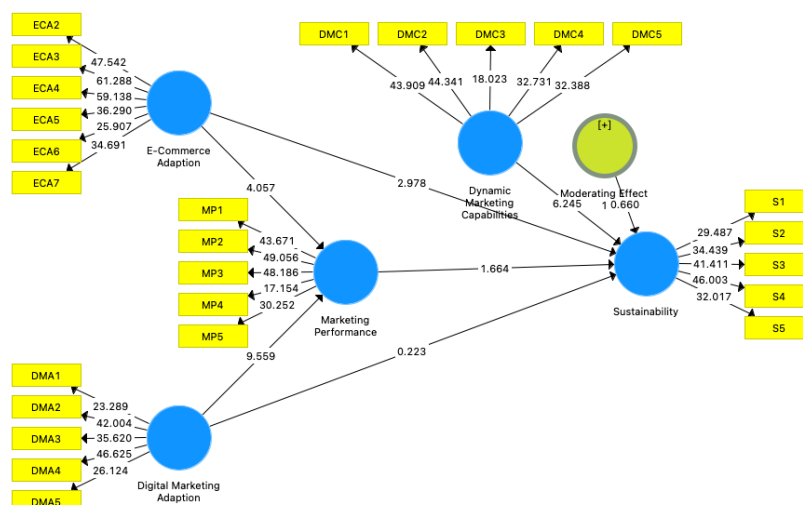 ECA2
ECA3
ECA4
ECA5
ECA6
ECA7
47.542
61.288
59.138
36.290
25.907
34.691
E-Commerce
Adaption
DMC1
DMC2
DMC3
DMC4
DMC5
43.909
44.341
18.023
32.731
32.388
[+]
Dynamic
Marketing
Capabilities
Moderating Effect
1
0.660
6.245
2.978
4.057
MP1
MP2
MP3
MP4
MP5
43.671
49.056
48.186
17.154
30.252
Marketing
Performance
1.664
S1
S2
S3
S4
S5
29.487
34.439
41.411
46.003
32.017
Sustainability
9.559
0.223
DMA1
DMA2
DMA3
DMA4
DMA5
23.289
42.004
35.620
46.625
26.124
Digital Marketing
Adaption